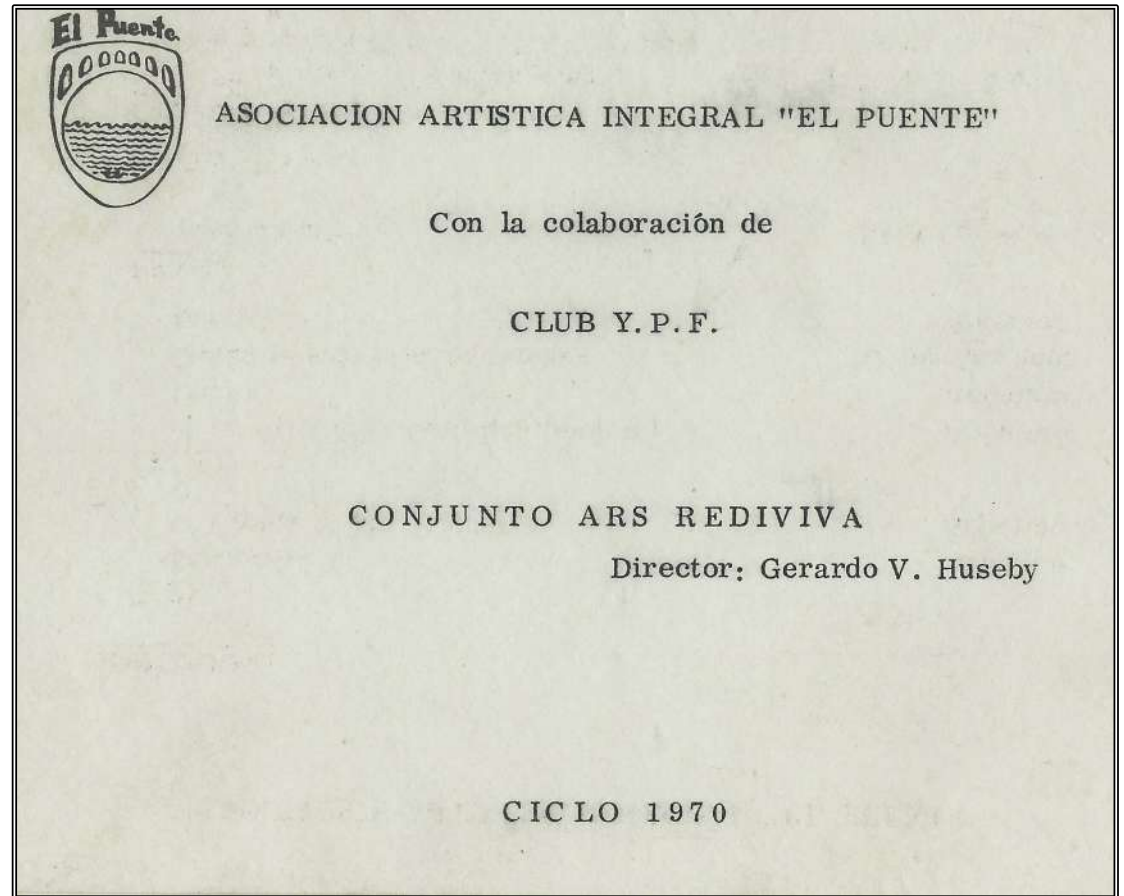 El Puente.
ASOCIACION ARTISTICA INTEGRAL "EL PUENTE"
Con la colaboración de
CLUB Y. P. F.
CONJUNTO ARS REDIVIVA
Director: Gerardo V. Huseby
CICLO 1970